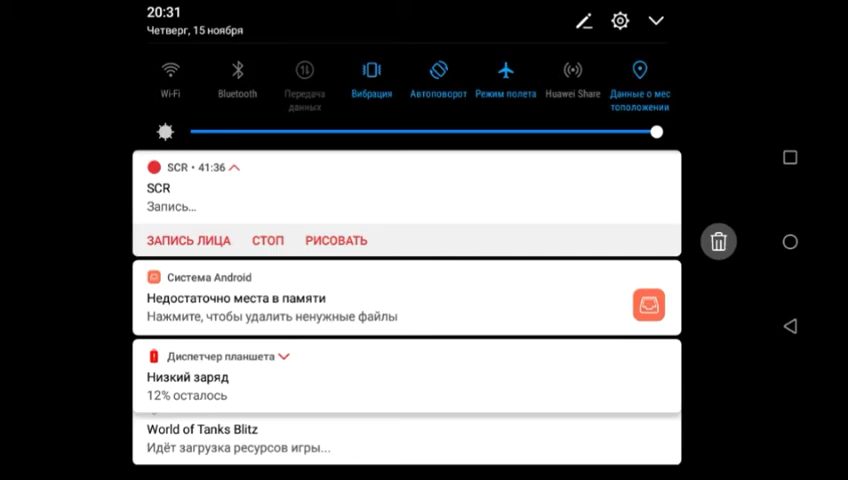 20:31
Четверг, 15 ноября
Wi-Fi
Bluetooth
Передача
данных
Вибрация
Автоповорот
Режим полета
Huawei Share
Данные о мес
тоположении
SCR • 41:36
SCR
Запись...
ЗАПИСЬ ЛИЦА СТОП РИСОВАТЬ
Система Android
Недостаточно места в памяти
Нажмите, чтобы удалить ненужные файлы
Диспетчер планшета
Низкий заряд
12% осталось
World of Tanks Blitz
Идёт загрузка ресурсов игры...